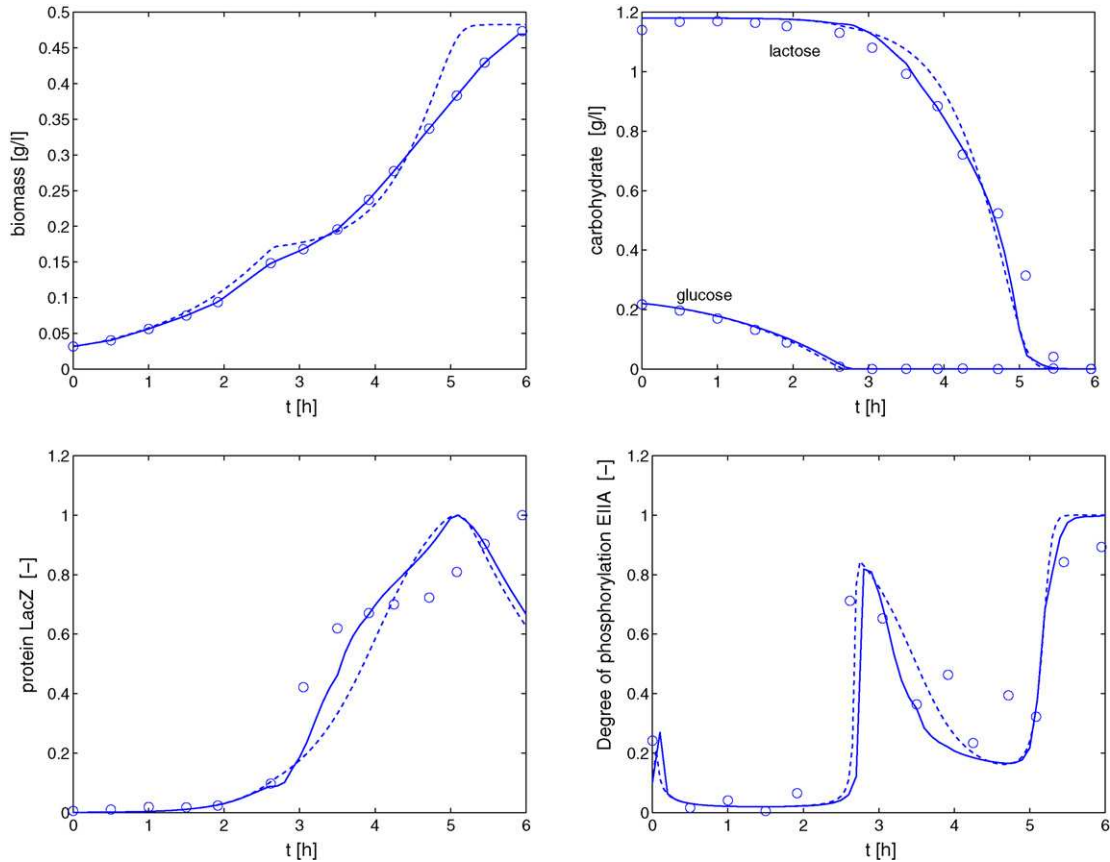 0.5
0.45
0.4
0.35
0.3
0.25
0.2
0.15
0.1
0.05
0
biomass [g/l]
0 1 2 3 4 5 6
t [h]
1.2
1
0.8
0.6
0.4
0.2
0
carbohydrate [g/l]
lactose
glucose
0 1 2 3 4 5 6
t [h]
1.2
1
0.8
0.6
0.4
0.2
0
protein LacZ [-]
0 1 2 3 4 5 6
t [h]
1.2
1
0.8
0.6
0.4
0.2
0
Degree of phosphorylation EIIA [-]
0 1 2 3 4 5 6
t [h]